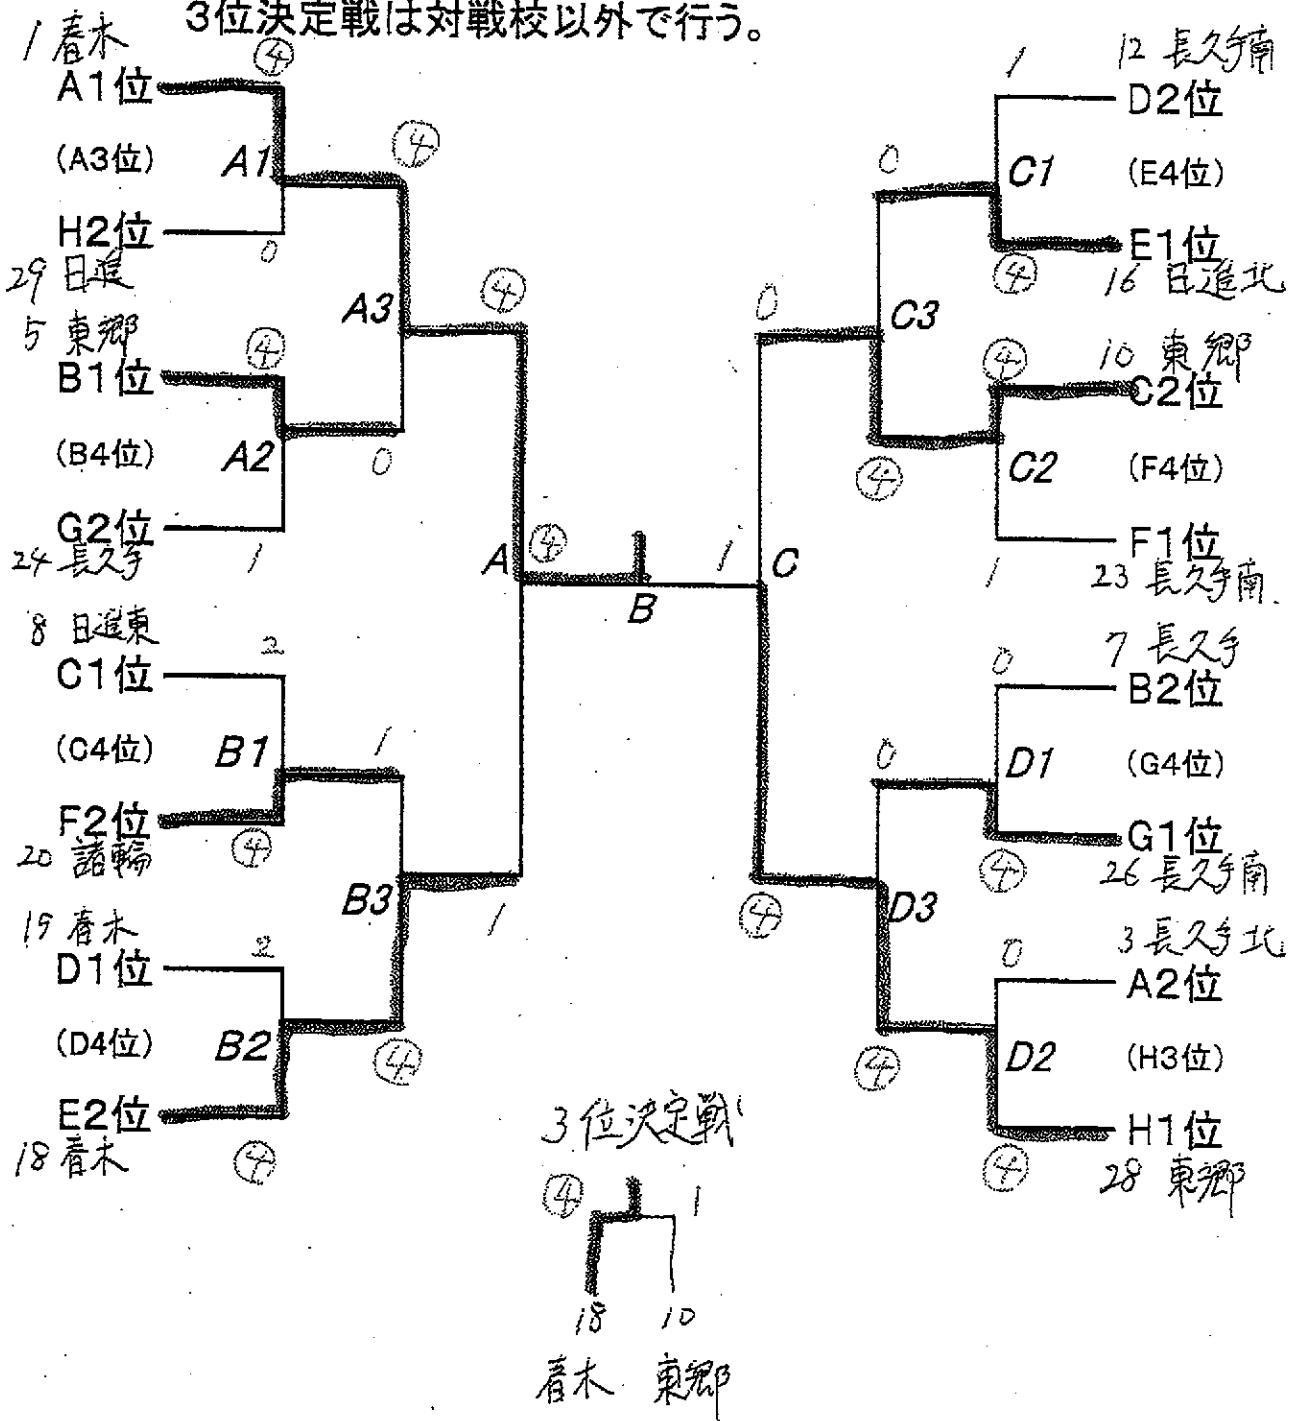 3位決定戦は対戦校以外で行う。
1 春木
④
A1位
(A3位)
A1
④
H2位
0
29 日進
A3
④
5 東郷
④
B1位
(B4位)
A2
0
G2位
1
24 長久手
A
④
8 日進東
2
C1位
(C4位)
B1
1
F2位
④
20 諸輪
B3
1
19 春木
2
D1位
(D4位)
B2
④
E2位
④
18 春木
B
1
12 長久手南
1
D2位
0
C1
(E4位)
E1位
④
16 日進北
0
C3
10 東郷
④
C2位
④
C2
(F4位)
F1位
1
23 長久手南
C
7 長久手
0
B2位
0
D1
(G4位)
G1位
④
26 長久手南
④
D3
3 長久手北
0
A2位
④
D2
(H3位)
H1位
④
28 東郷
3位決定戦
④
1
18 10
春木 東郷